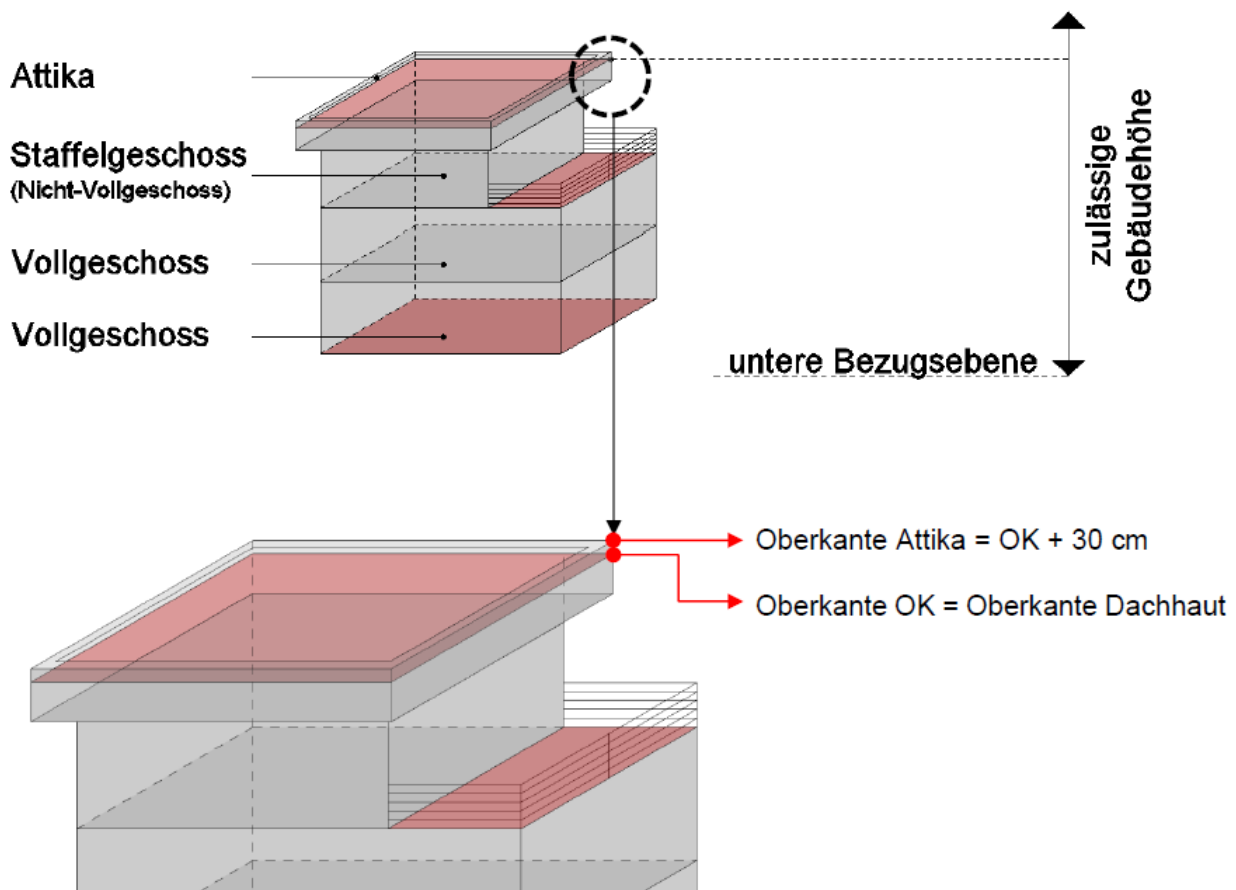 Attika
Staffelgeschoss
(Nicht-Vollgeschoss)
Vollgeschoss
Vollgeschoss
zulässige
Gebäudehöhe
untere Bezugsebene
Oberkante Attika = OK + 30 cm
Oberkante OK = Oberkante Dachhaut